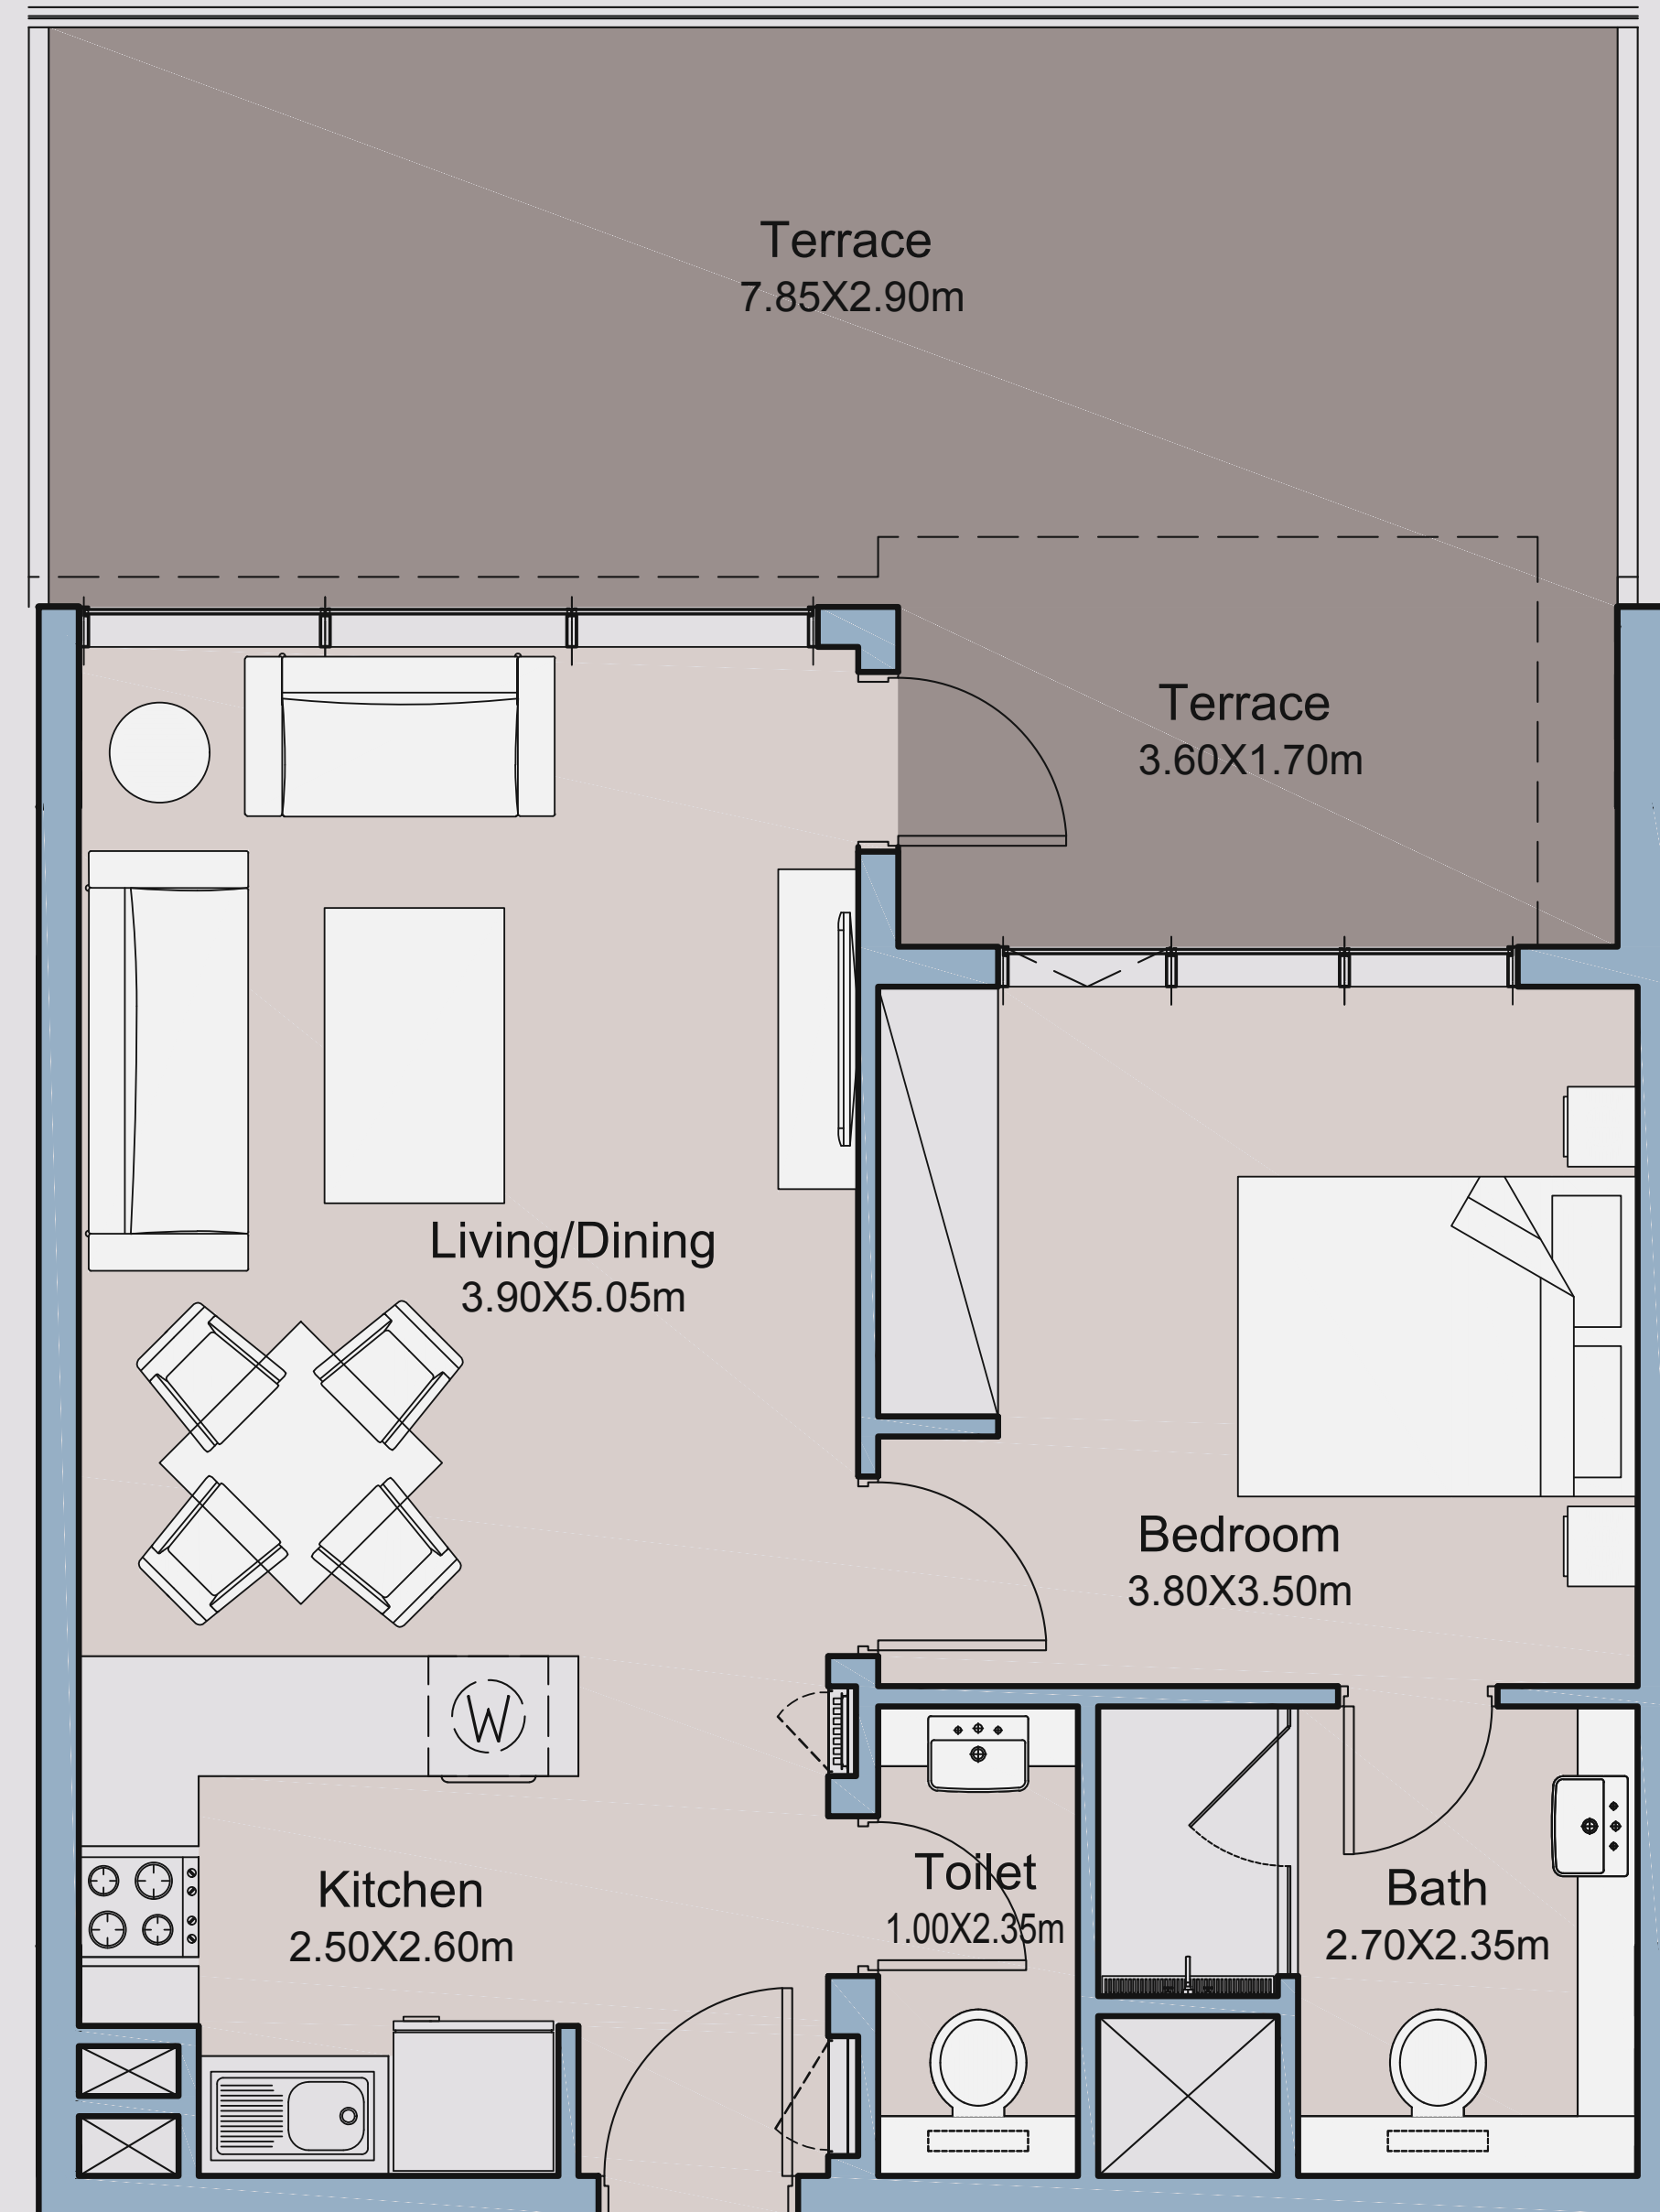 Terrace
7.85X2.90m
Terrace
3.60X1.70m
Living/Dining
3.90X5.05m
Bedroom
3.80X3.50m
W
Kitchen
2.50X2.60m
Toilet
1.00X2.35m
Bath
2.70X2.35m